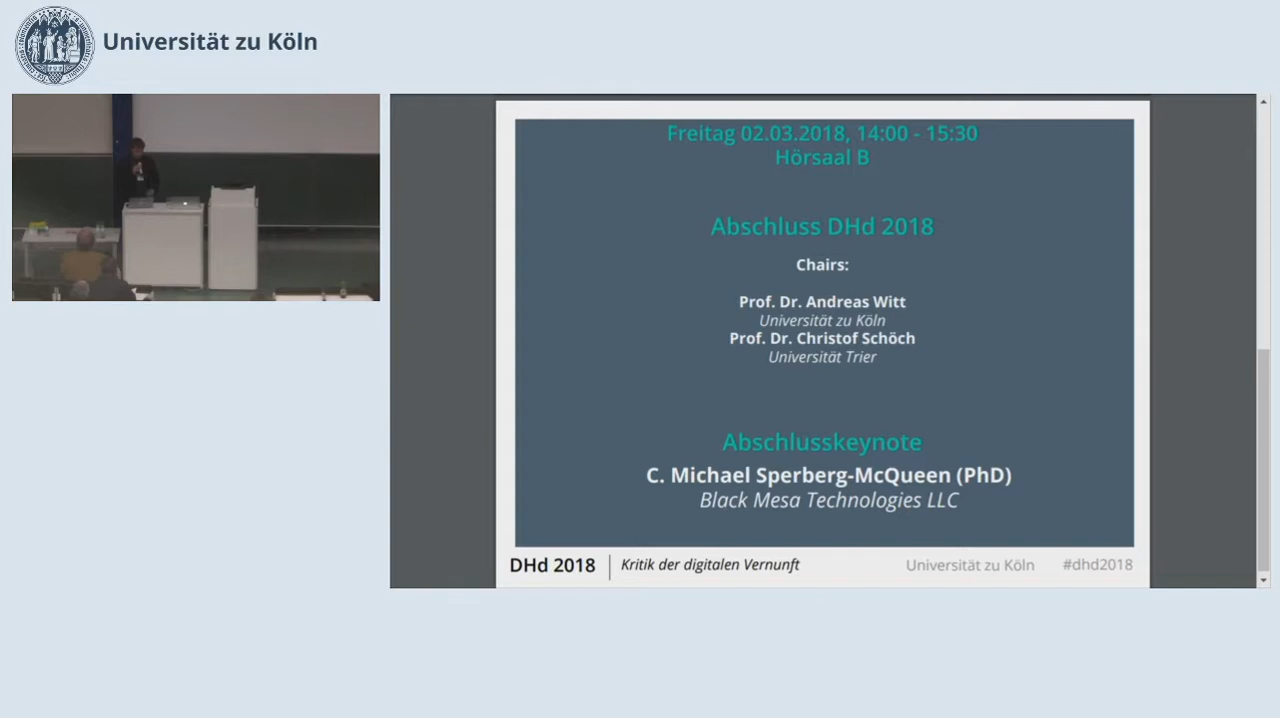 Universität zu Köln
Freitag 02.03.2018, 14:00 - 15:30
Hörsaal B
Abschluss DHd 2018
Chairs:
Prof. Dr. Andreas Witt
Universität zu Köln
Prof. Dr. Christof Schöch
Universität Trier
Abschlusskeynote
C. Michael Sperberg-McQueen (PhD)
Black Mesa Technologies LLC
DHd 2018
Kritik der digitalen Vernunft
Universität zu Köln
#dhd2018